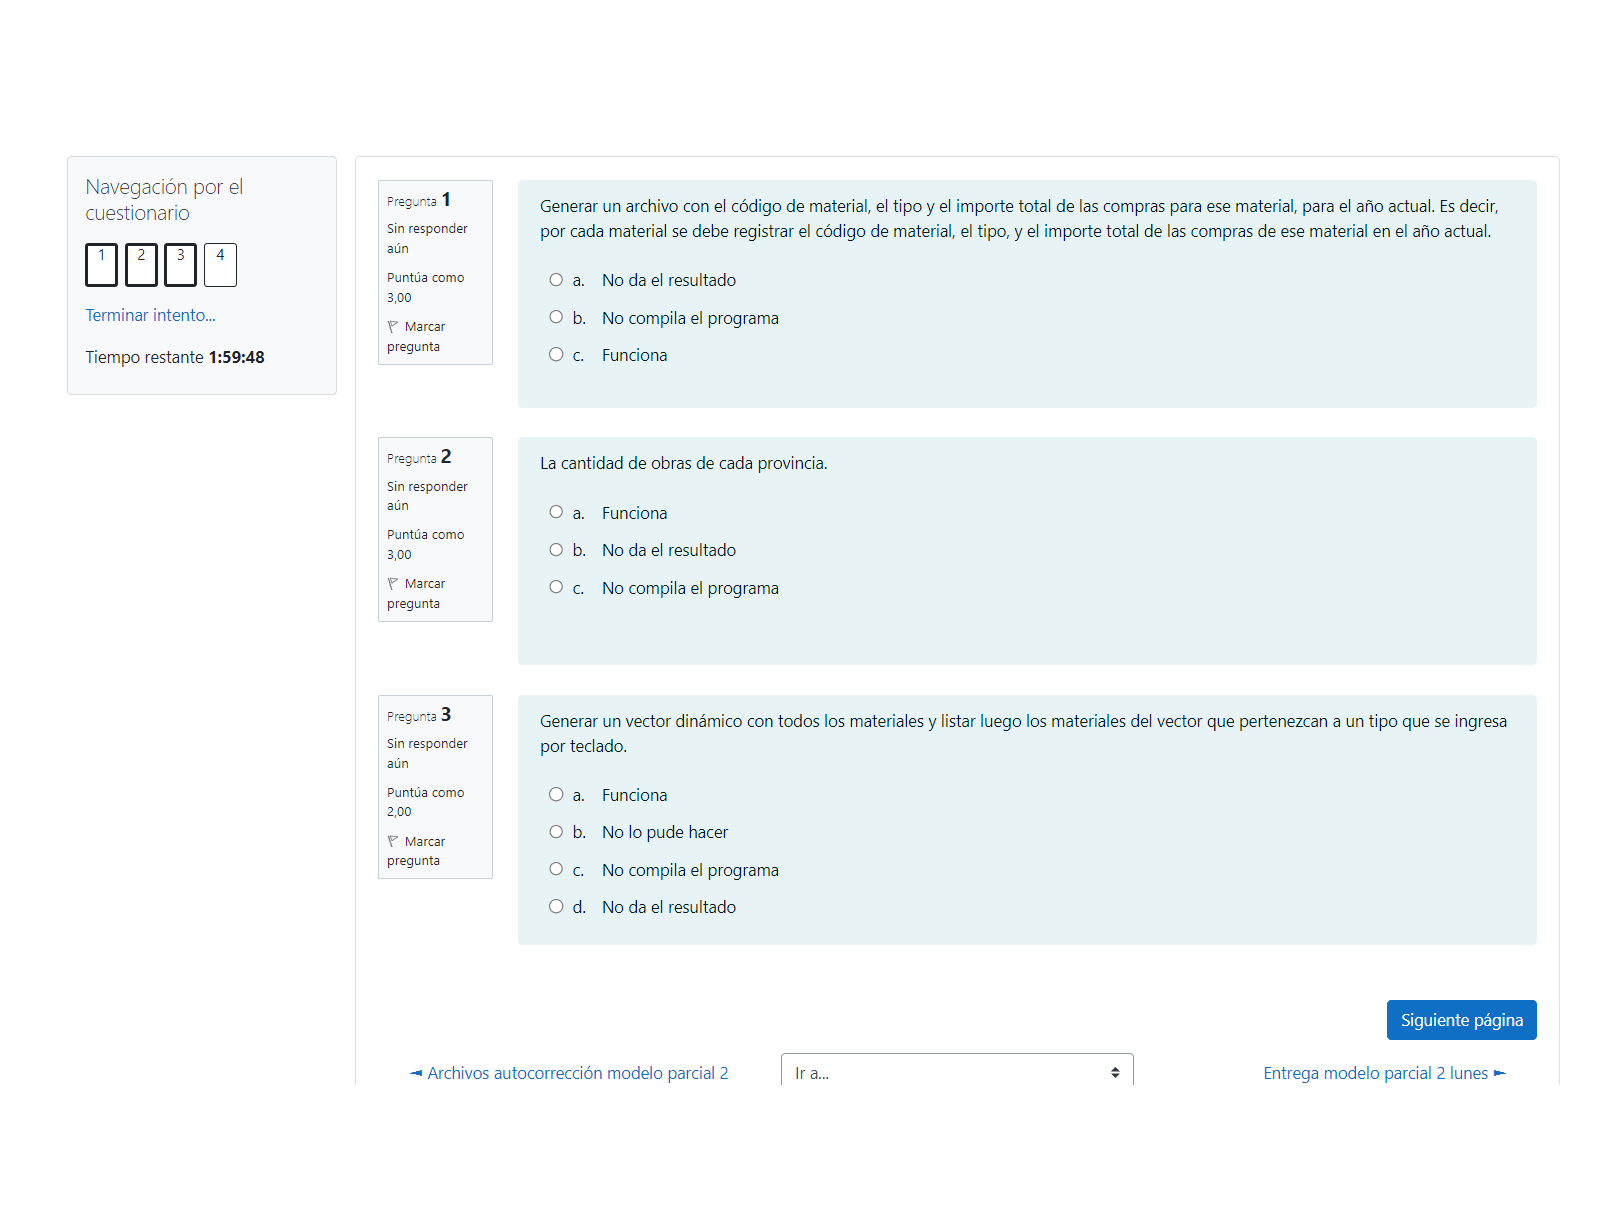 Navegación por el
cuestionario
1 2 3 4
Terminar intento...
Tiempo restante 1:59:48
Pregunta 1
Sin responder
aún
Puntúa como
3,00
Marcar
pregunta
Generar un archivo con el código de material, el tipo y el importe total de las compras para ese material, para el año actual. Es decir,
por cada material se debe registrar el código de material, el tipo, y el importe total de las compras de ese material en el año actual.
a. No da el resultado
b. No compila el programa
c. Funciona
Pregunta 2
Sin responder
aún
Puntúa como
3,00
Marcar
pregunta
La cantidad de obras de cada provincia.
a. Funciona
b. No da el resultado
c. No compila el programa
Pregunta 3
Sin responder
aún
Puntúa como
2,00
Marcar
pregunta
Generar un vector dinámico con todos los materiales y listar luego los materiales del vector que pertenezcan a un tipo que se ingresa
por teclado.
a. Funciona
b. No lo pude hacer
c. No compila el programa
d. No da el resultado
Siguiente página
◄ Archivos autocorrección modelo parcial 2
Ir a...
Entrega modelo parcial 2 lunes ►